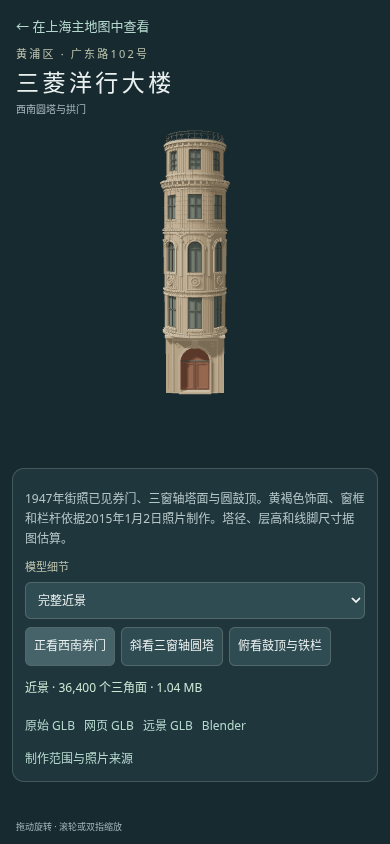 ← 在上海主地图中查看
黄浦区 · 广东路102号
三菱洋行大楼
西南圆塔与拱门
1947年街照已见券门、三窗轴塔面与圆鼓顶。黄褐色饰面、窗框
和栏杆依据2015年1月2日照片制作。塔径、层高和线脚尺寸据
图估算。
模型细节
完整近景
正看西南券门 斜看三窗轴圆塔 俯看鼓顶与铁栏
近景 · 36,400 个三角面 · 1.04 MB
原始 GLB 网页 GLB 远景 GLB Blender
制作范围与照片来源
拖动旋转 · 滚轮或双指缩放